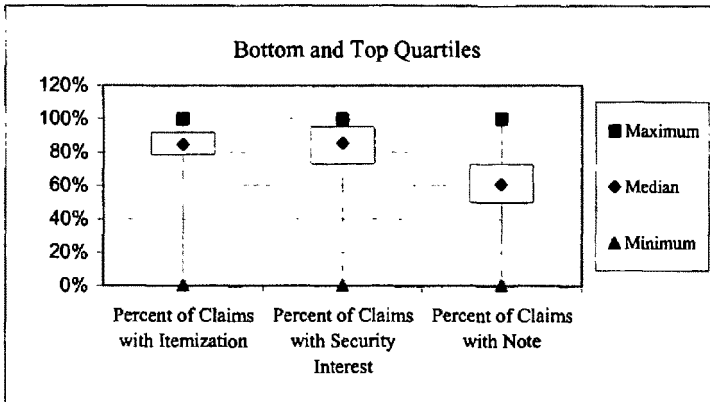 Bottom and Top Quartiles
120%
100%
80%
60%
40%
20%
0%
Percent of Claims with Itemization
Percent of Claims with Security Interest
Percent of Claims with Note
Maximum
Median
Minimum